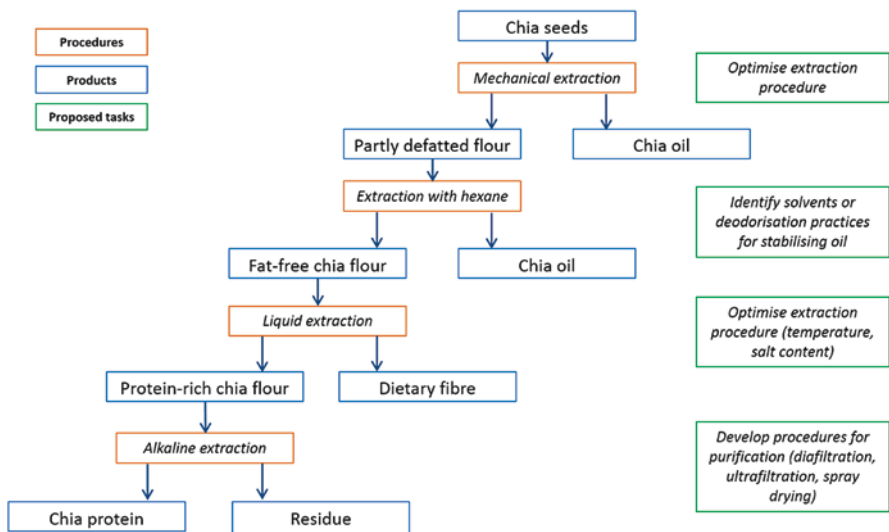 Procedures
Products
Proposed tasks
Chia seeds
Mechanical extraction
Optimise extraction
procedure
Partly defatted flour
Chia oil
Extraction with hexane
Identify solvents or
deodorisation practices
for stabilising oil
Fat-free chia flour
Chia oil
Liquid extraction
Optimise extraction
procedure (temperature,
salt content)
Protein-rich chia flour
Dietary fibre
Alkaline extraction
Develop procedures for
purification (diafiltration,
ultrafiltration, spray
drying)
Chia protein
Residue